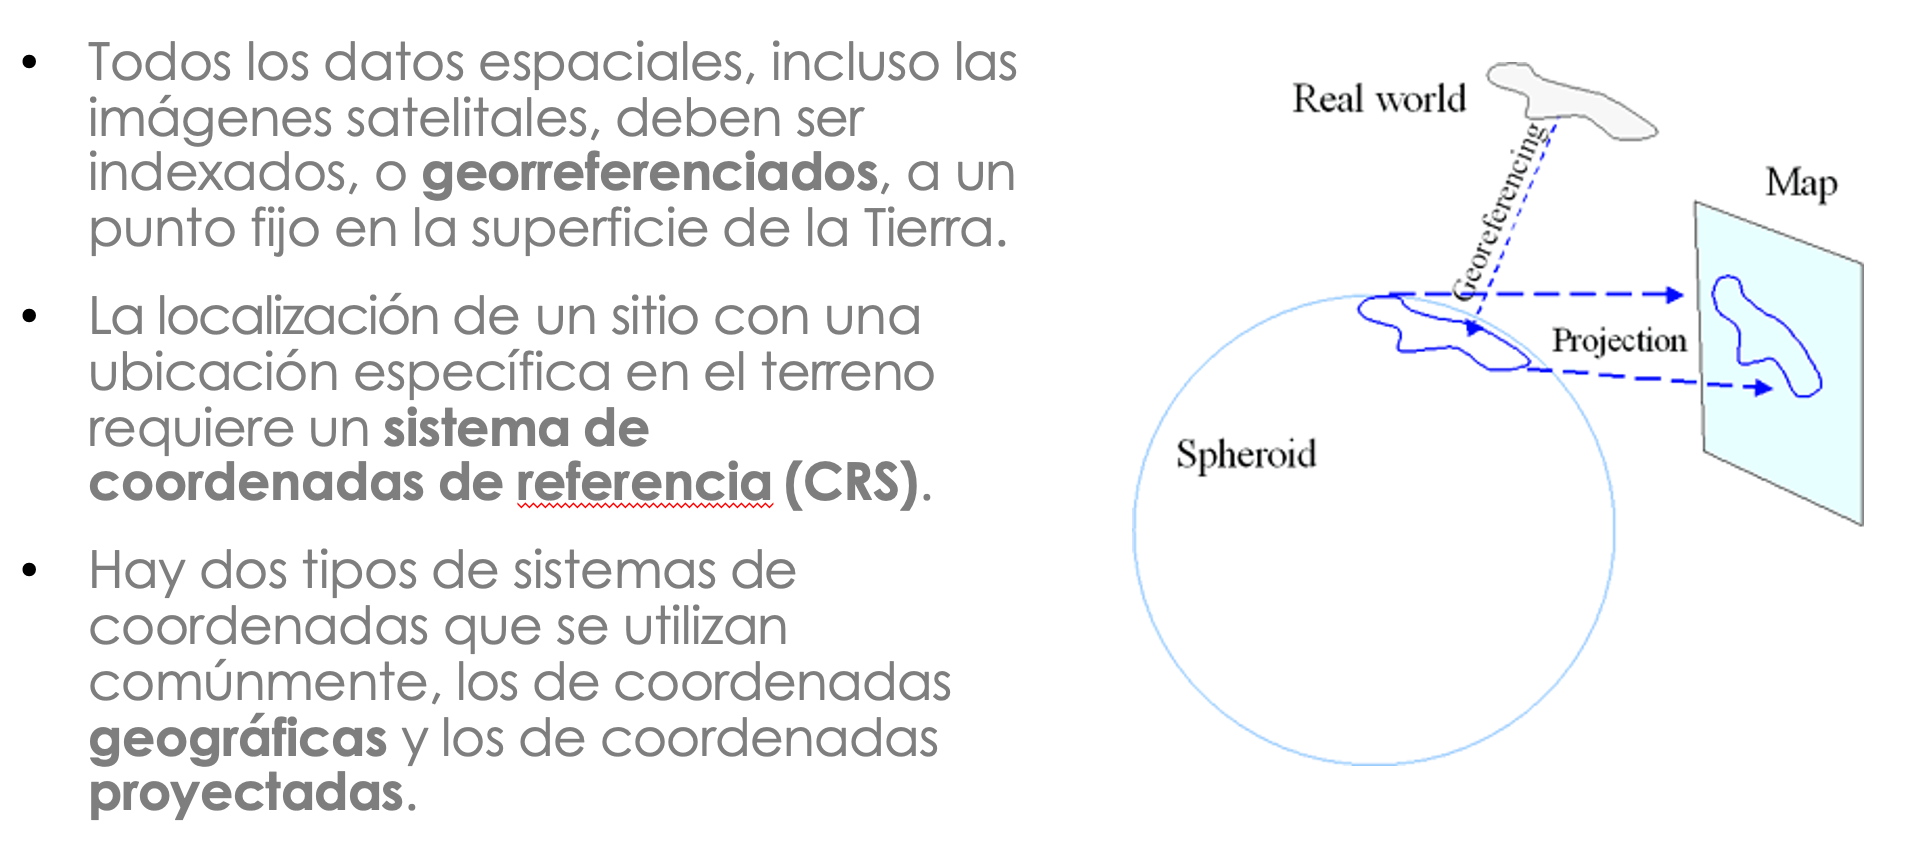 • Todos los datos espaciales, incluso las
imágenes satelitales, deben ser
indexados, o georreferenciados, a un
punto fijo en la superficie de la Tierra.
• La localización de un sitio con una
ubicación específica en el terreno
requiere un sistema de
coordenadas de referencia (CRS).
• Hay dos tipos de sistemas de
coordenadas que se utilizan
comúnmente, los de coordenadas
geográficas y los de coordenadas
proyectadas.
Real world
Georeferencing
Map
Projection
Spheroid